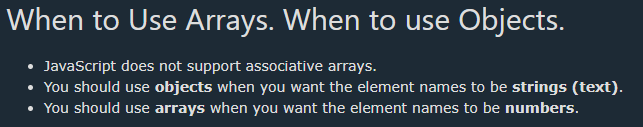 When to Use Arrays. When to use Objects.
JavaScript does not support associative arrays.
You should use objects when you want the element names to be strings (text).
You should use arrays when you want the element names to be numbers.